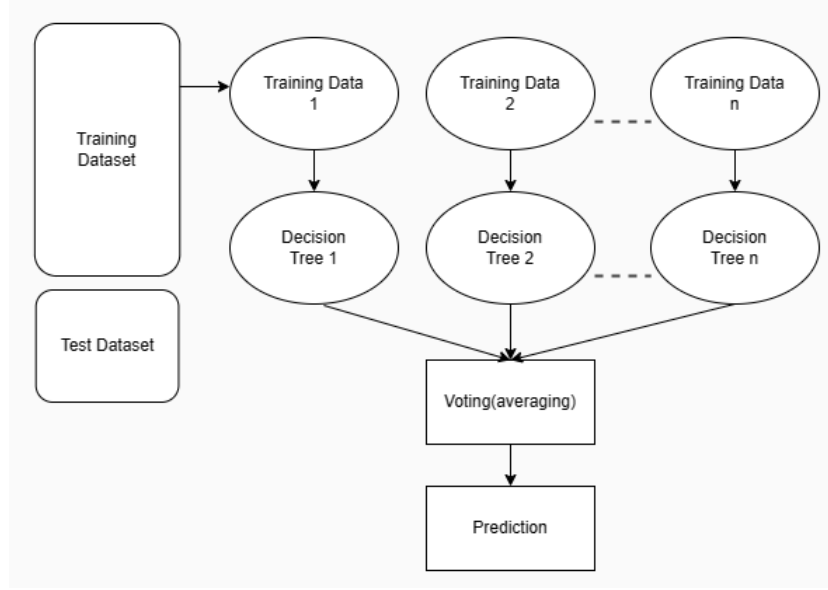 Training Data
1
Training Data
2
Training Data
n
Training
Dataset
Decision
Tree 1
Decision
Tree 2
Decision
Tree n
Test Dataset
Voting(averaging)
Prediction